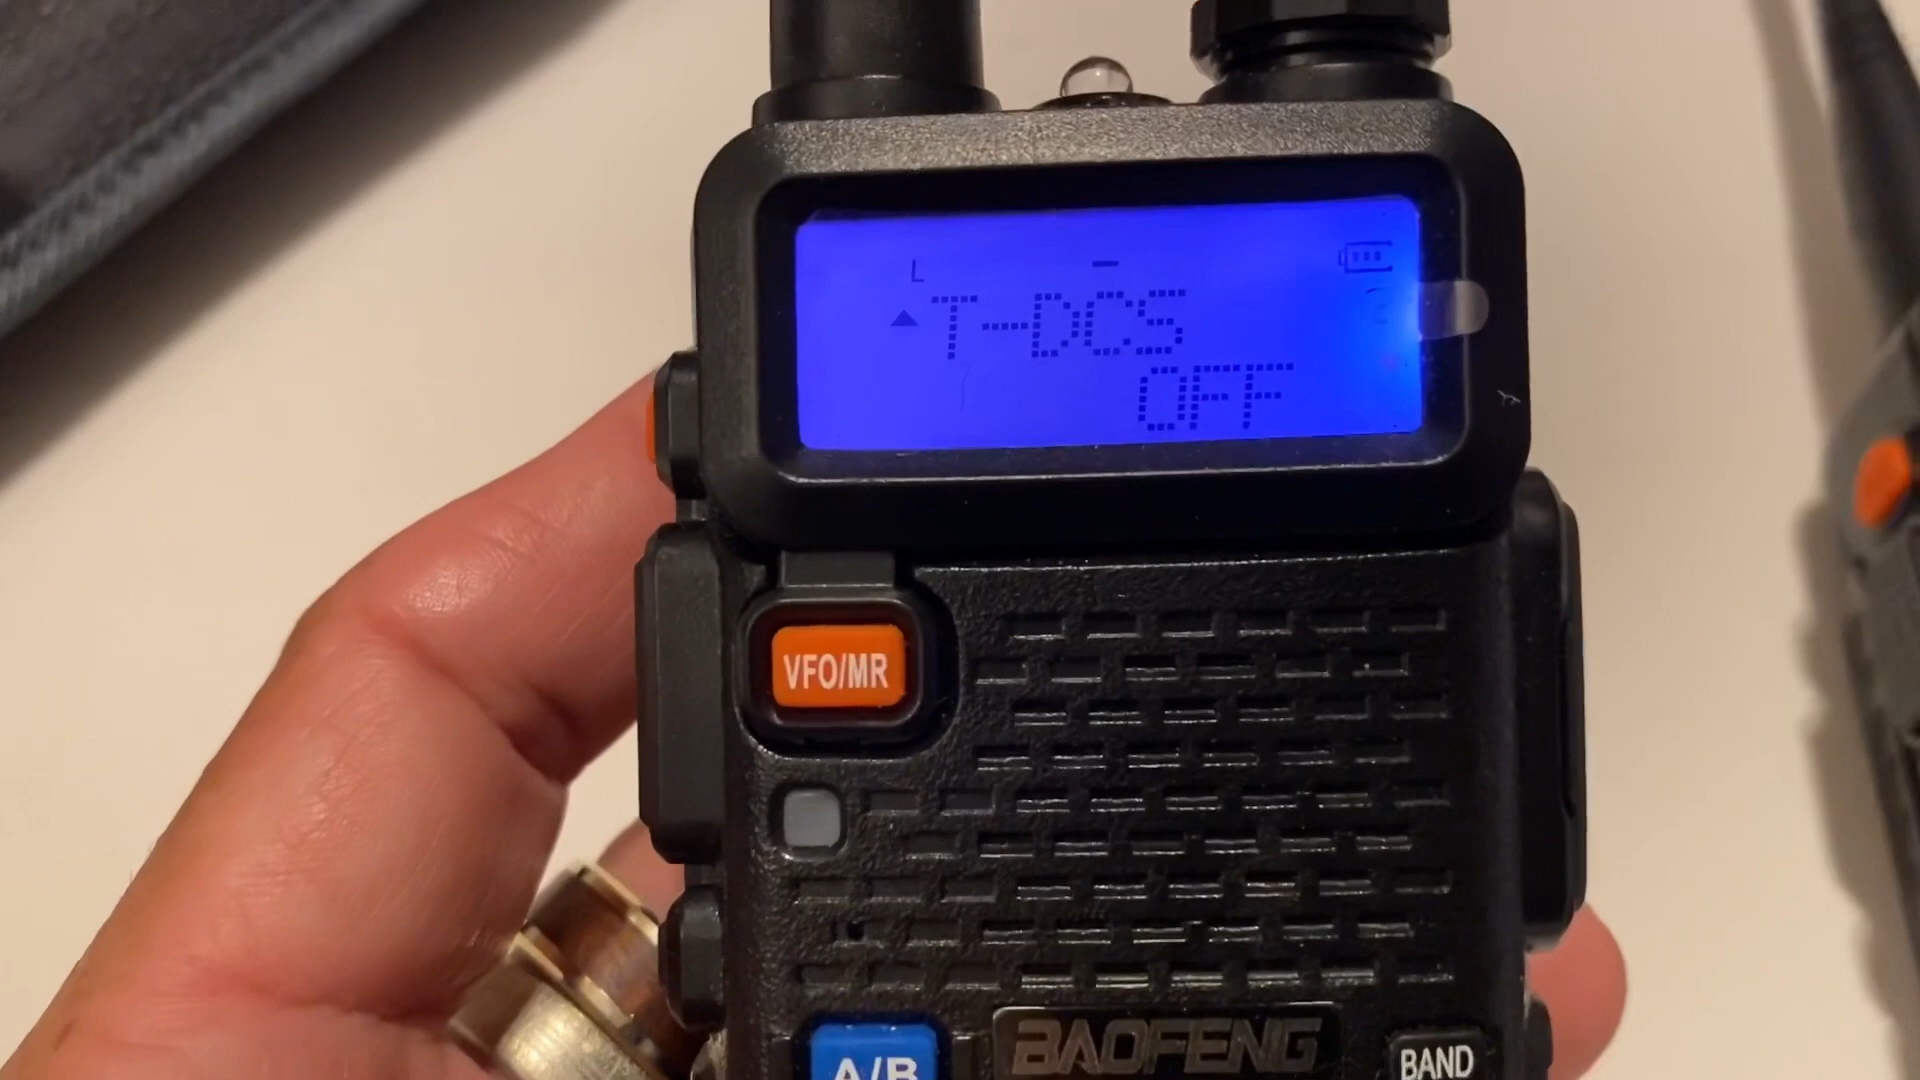 L
T-DCS
OFF
VFO/MR
A/B
BAOFENG
BAND